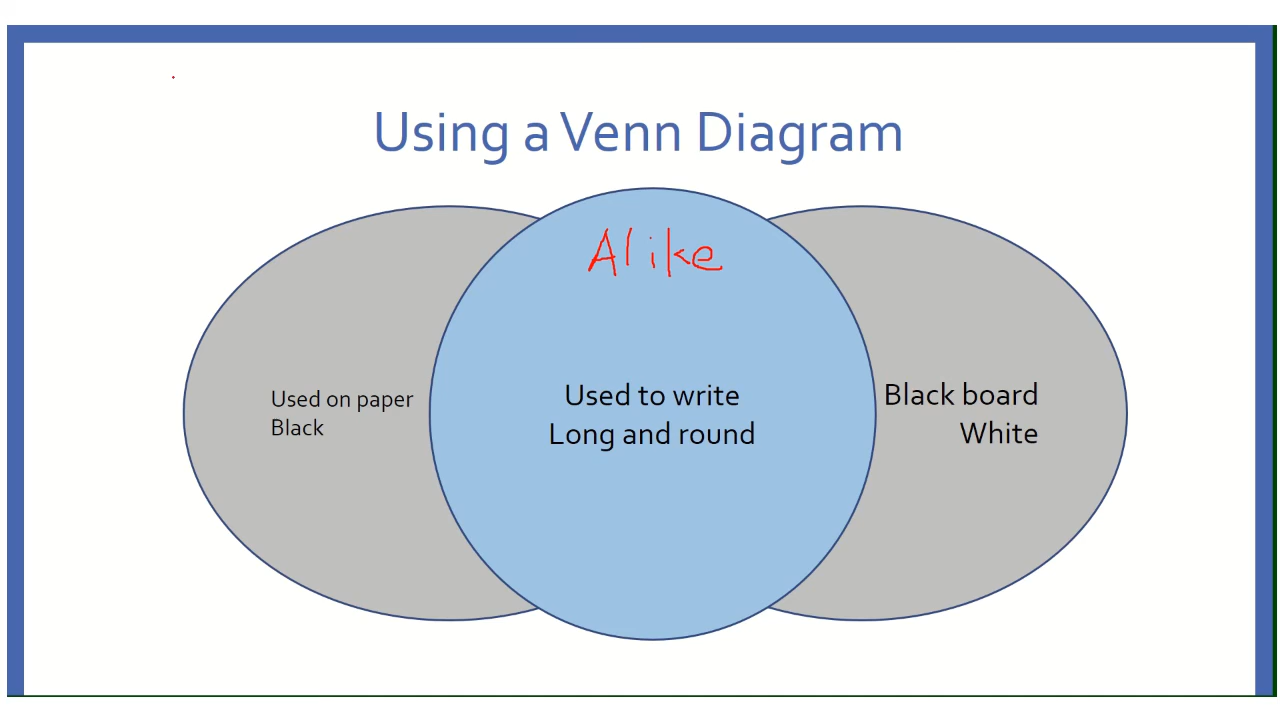 Using a Venn Diagram
Alike
Used on paper
Black
Used to write
Long and round
Black board
White